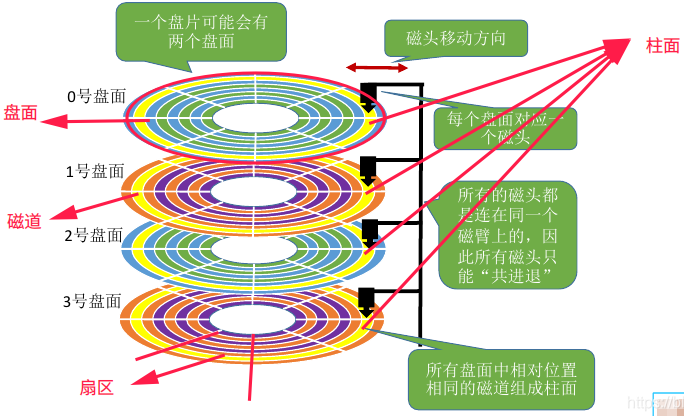 一个盘片可能会有
两个盘面
磁头移动方向
柱面
0号盘面
盘面
每个盘面对应一
个磁头
1号盘面
所有的磁头都
是连在同一个
磁臂上的，因
此所有磁头只
能“共进退”
磁道
2号盘面
3号盘面
所有盘面中相对位置
相同的磁道组成柱面
扇区